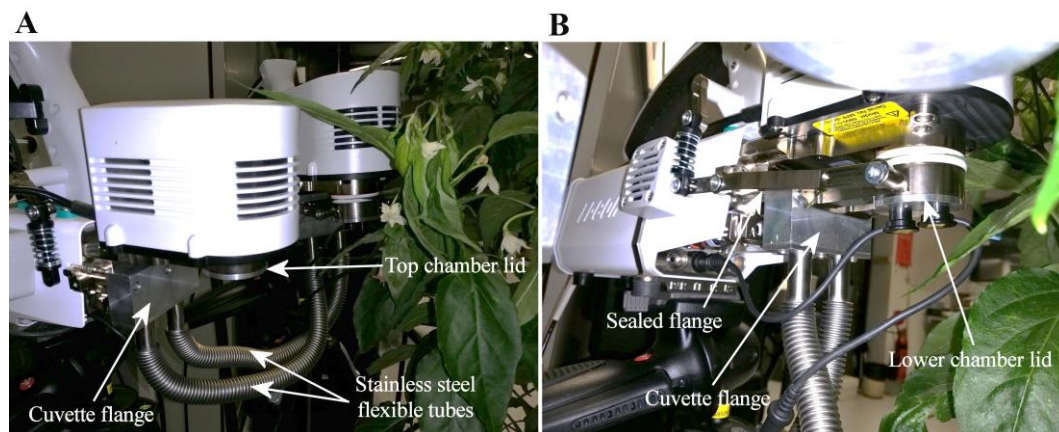 A
B
Top chamber lid
Stainless steel
flexible tubes
Cuvette flange
Sealed flange
Cuvette flange
Lower chamber lid